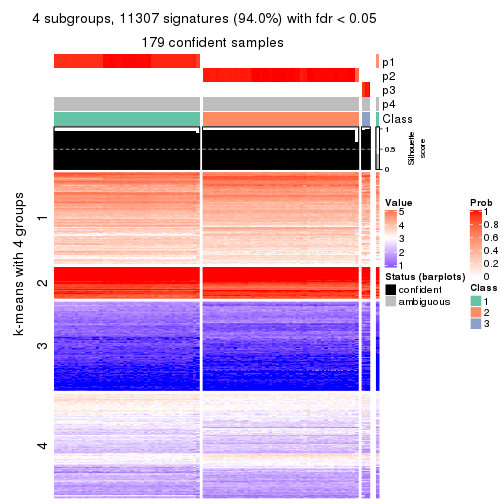 4 subgroups, 11307 signatures (94.0%) with fdr < 0.05
179 confident samples
p1
p2
p3
p4
Class
1
0.5
0
Silhouette
score
k-means with 4 groups
1
2
3
4
Value
5
4
3
2
1
Status (barplots)
confident
ambiguous
Prob
1
0.8
0.6
0.4
0.2
0
Class
1
2
3